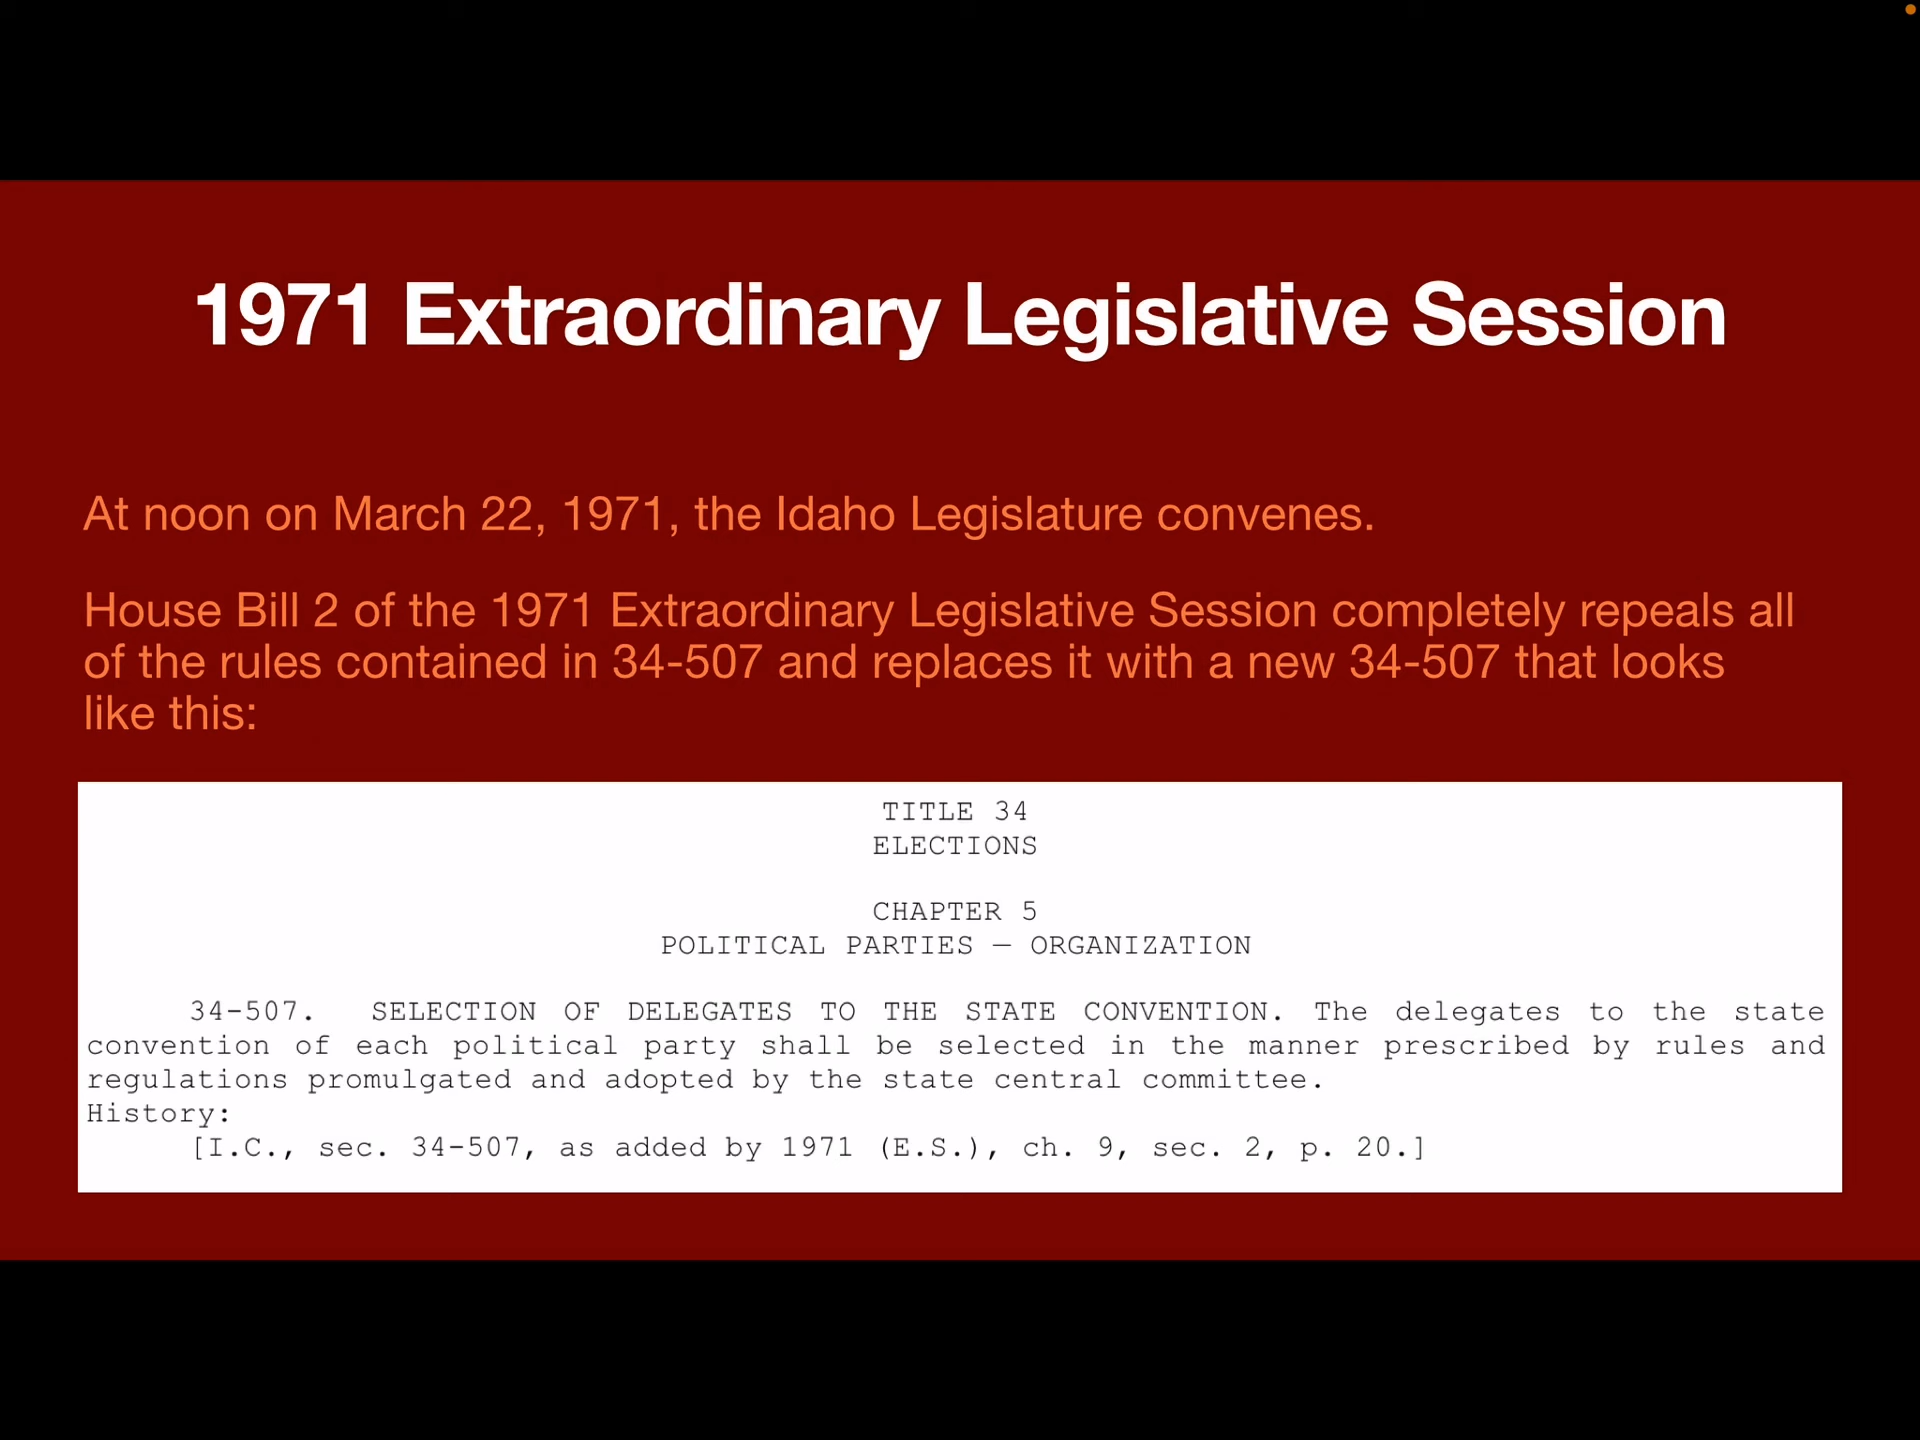 1971 Extraordinary Legislative Session
At noon on March 22, 1971, the Idaho Legislature convenes.
House Bill 2 of the 1971 Extraordinary Legislative Session completely repeals all
of the rules contained in 34-507 and replaces it with a new 34-507 that looks
like this:
TITLE 34
ELECTIONS
CHAPTER 5
POLITICAL PARTIES — ORGANIZATION
34-507. SELECTION OF DELEGATES TO THE STATE CONVENTION. The delegates to the state
convention of each political party shall be selected in the manner prescribed by rules and
regulations promulgated and adopted by the state central committee.
History:
[I.C., sec. 34-507, as added by 1971 (E.S.), ch. 9, sec. 2, p. 20.]